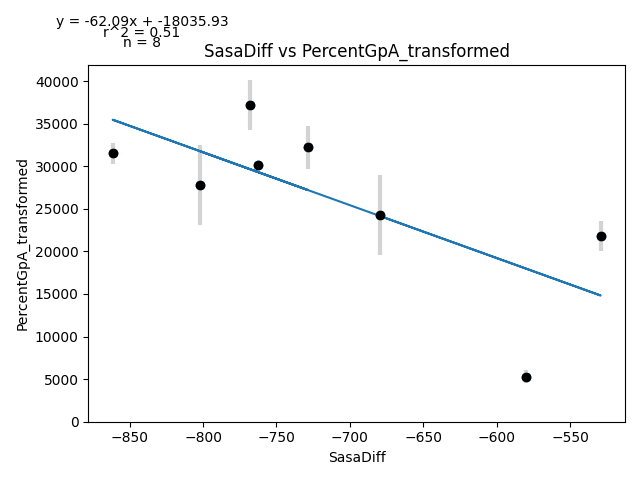 y = -62.09x + -18035.93
r^2 = 0.51
n = 8
SasaDiff vs PercentGpA_transformed
40000
35000
30000
25000
20000
15000
10000
5000
0
PercentGpA_transformed
−850 −800 −750 −700 −650 −600 −550
SasaDiff